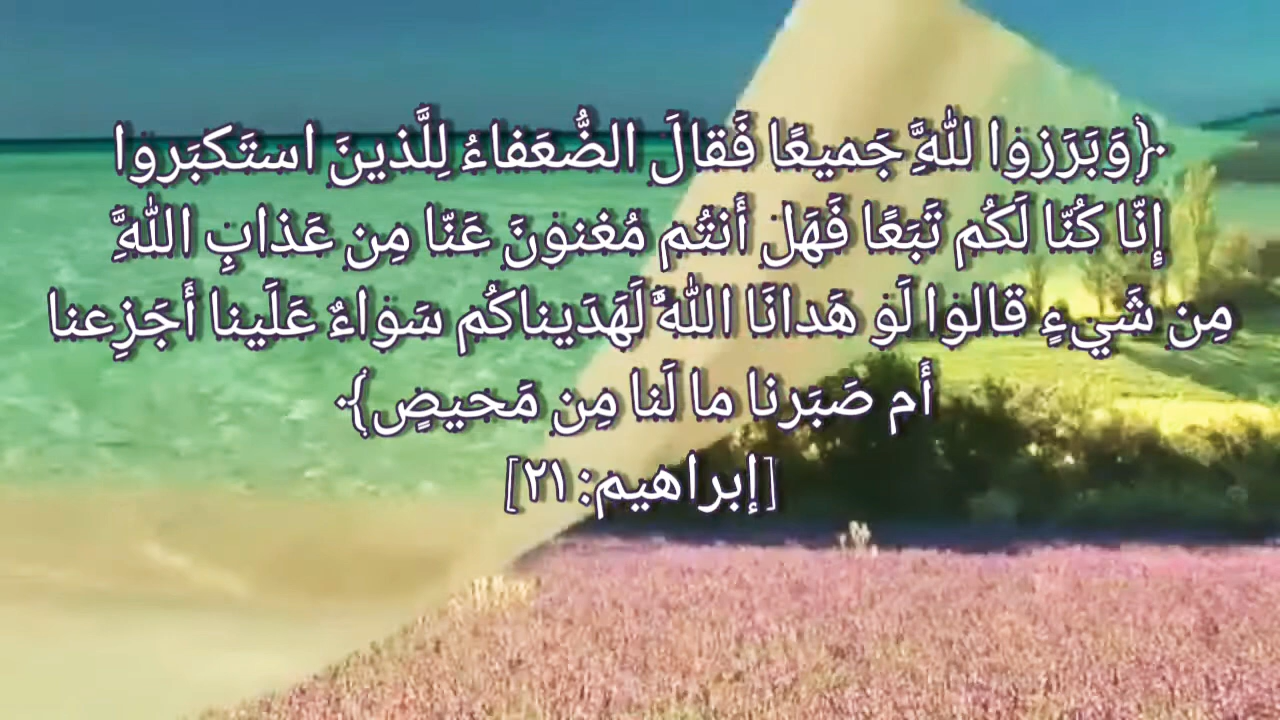 ﴿وَبَرَزوا لِلَّهِ جَميعًا فَقالَ الضُّعَفاءُ لِلَّذينَ استَكبَروا
إِنّا كُنّا لَكُم تَبَعًا فَهَل أَنتُم مُغنونَ عَنّا مِن عَذابِ اللَّهِ
مِن شَيءٍ قالوا لَو هَدانَا اللَّهُ لَهَدَيناكُم سَواءٌ عَلَينا أَجَزِعنا
أَم صَبَرنا ما لَنا مِن مَحيصٍ﴾
[إبراهيم: ٢١]